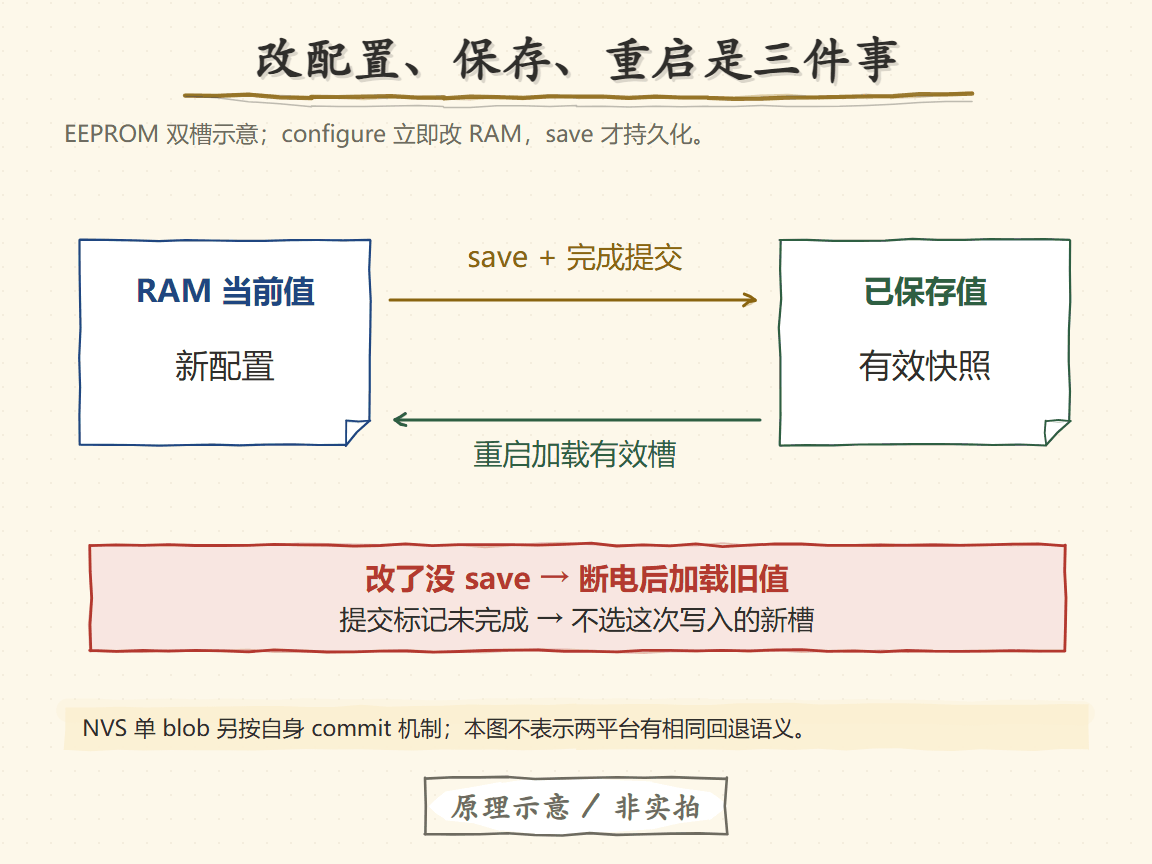 改配置、保存、重启是三件事
EEPROM 双槽示意；configure 立即改 RAM，save 才持久化。
save + 完成提交
RAM 当前值
已保存值
新配置
有效快照
重启加载有效槽
改了没 save → 断电后加载旧值
提交标记未完成 → 不选这次写入的新槽
NVS 单 blob 另按自身 commit 机制；本图不表示两平台有相同回退语义。
原理示意 / 非实拍